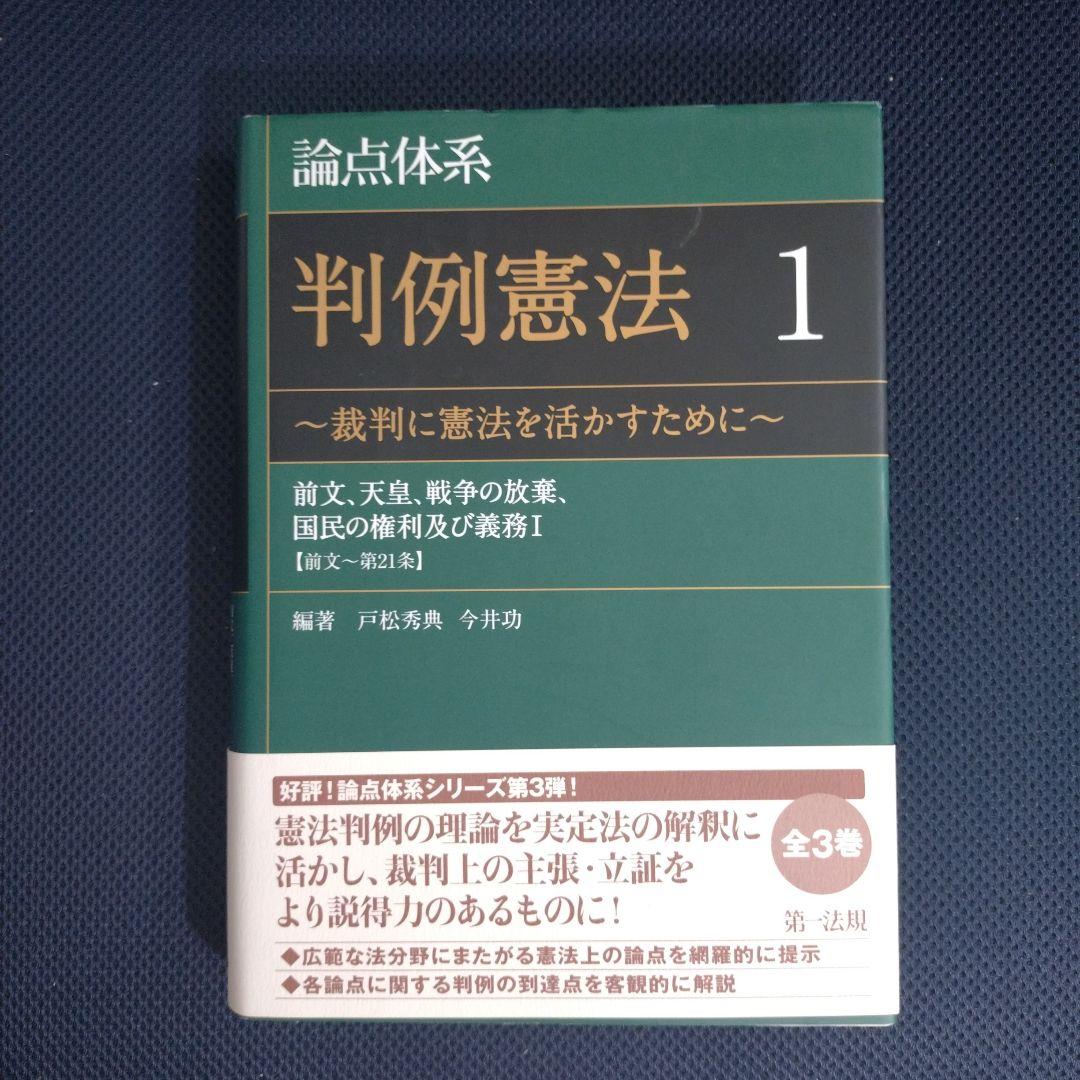 論点体系
判例憲法 1
～裁判に憲法を活かすために～
前文、天皇、戦争の放棄、
国民の権利及び義務Ⅰ
【前文～第21条】
編著 戸松秀典 今井功
好評！論点体系シリーズ第3弾！
憲法判例の理論を実定法の解釈に
活かし、裁判上の主張・立証を
より説得力のあるものに！
全3巻
第一法規
◆広範な法分野にまたがる憲法上の論点を網羅的に提示
◆各論点に関する判例の到達点を客観的に解説